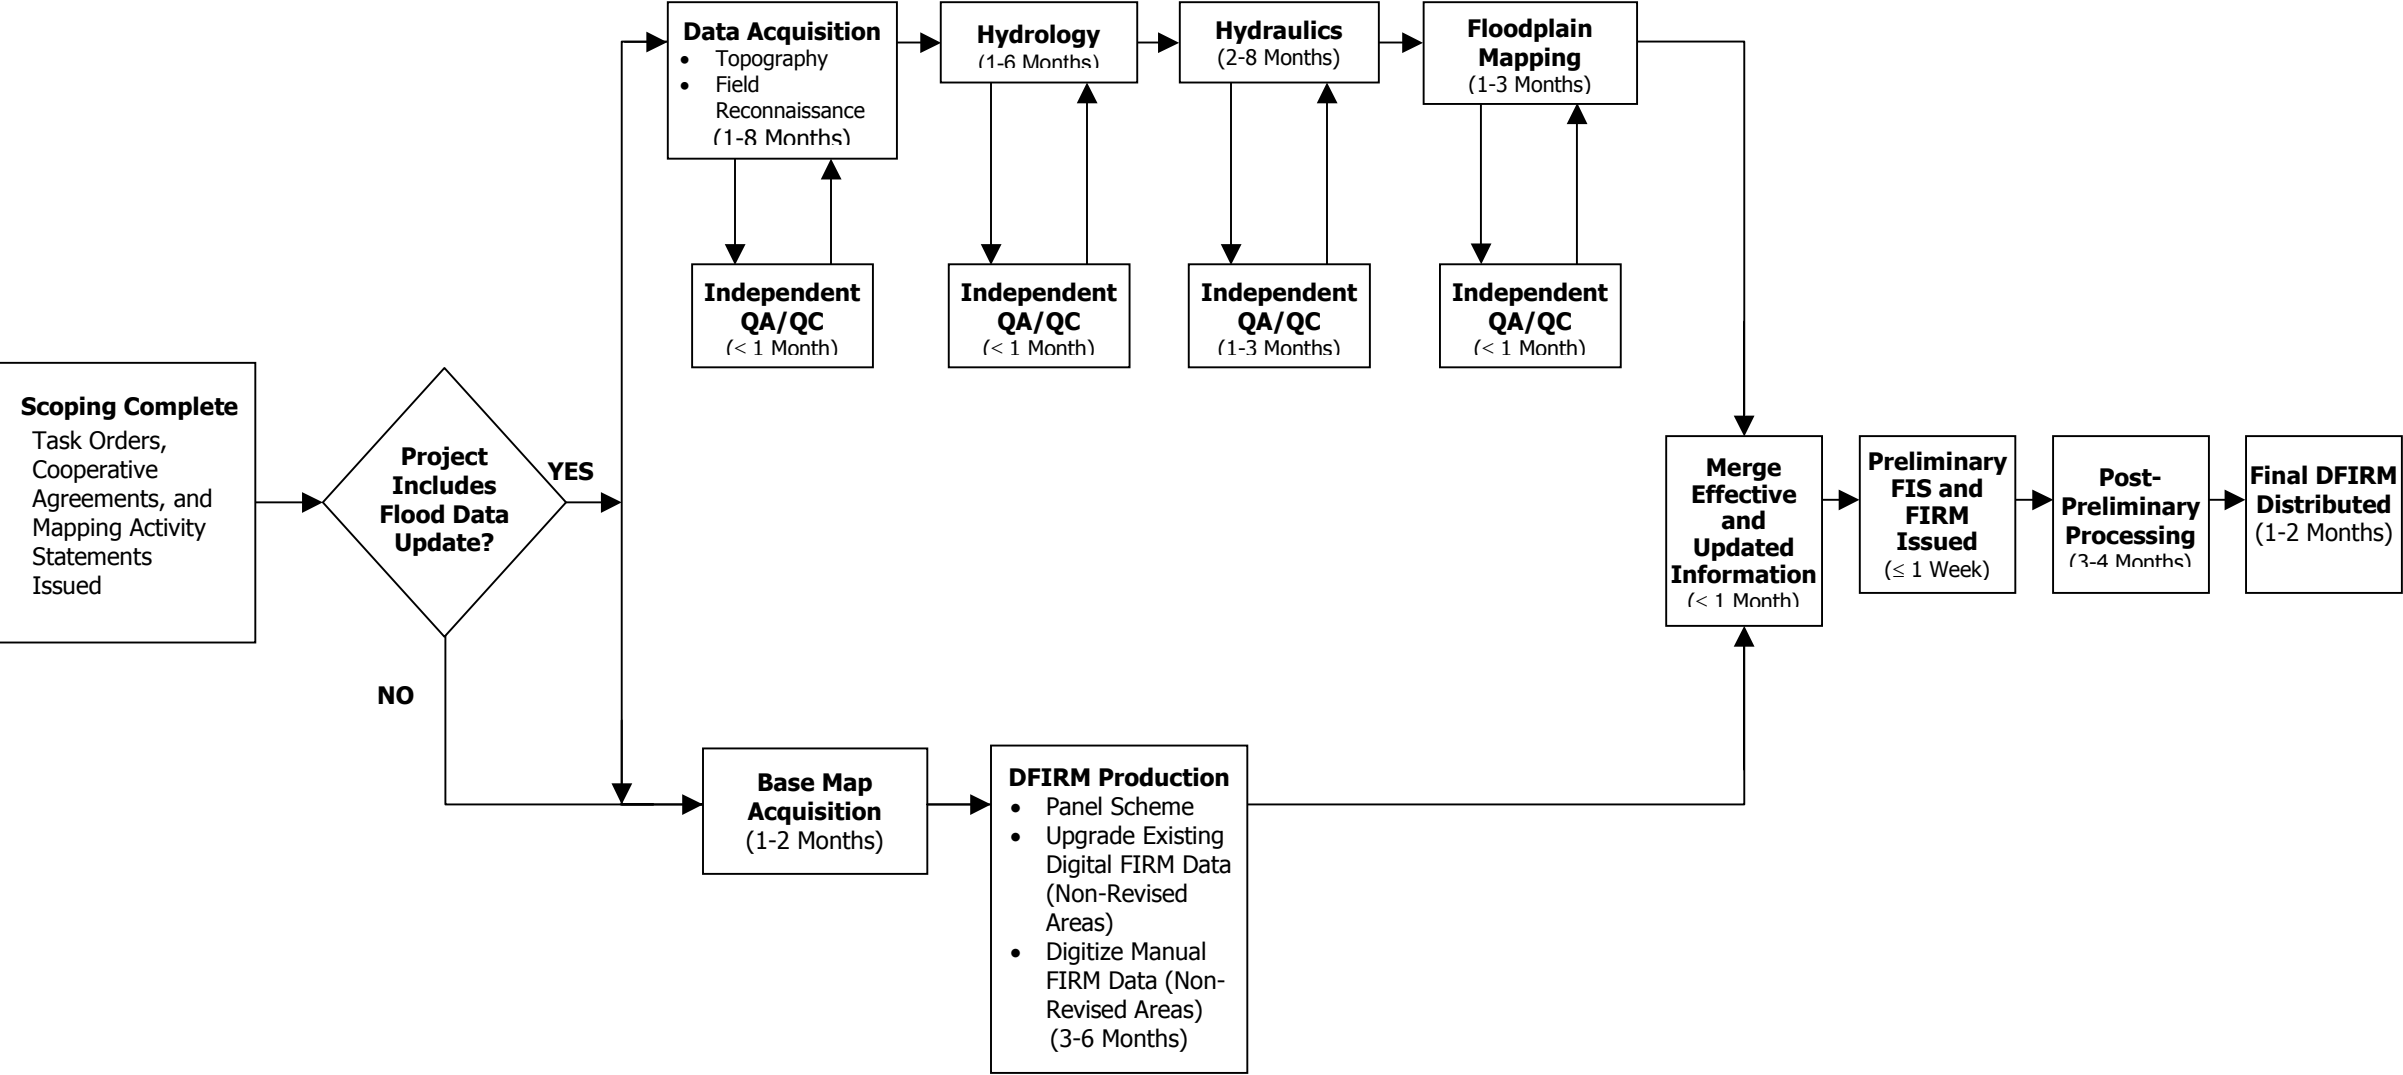 Data Acquisition
• Topography
• Field
Reconnaissance
(1-8 Months)
Hydrology
(1-6 Months)
Hydraulics
(2-8 Months)
Floodplain
Mapping
(1-3 Months)
Independent
QA/QC
(< 1 Month)
Independent
QA/QC
(< 1 Month)
Independent
QA/QC
(1-3 Months)
Independent
QA/QC
(< 1 Month)
Scoping Complete
Task Orders,
Cooperative
Agreements, and
Mapping Activity
Statements
Issued
Project
Includes
Flood Data
Update?
YES
NO
Merge
Effective
and
Updated
Information
(< 1 Month)
Preliminary
FIS and
FIRM
Issued
(≤ 1 Week)
Post-
Preliminary
Processing
(3-4 Months)
Final DFIRM
Distributed
(1-2 Months)
Base Map
Acquisition
(1-2 Months)
DFIRM Production
• Panel Scheme
• Upgrade Existing
Digital FIRM Data
(Non-Revised
Areas)
• Digitize Manual
FIRM Data (Non-
Revised Areas)
(3-6 Months)